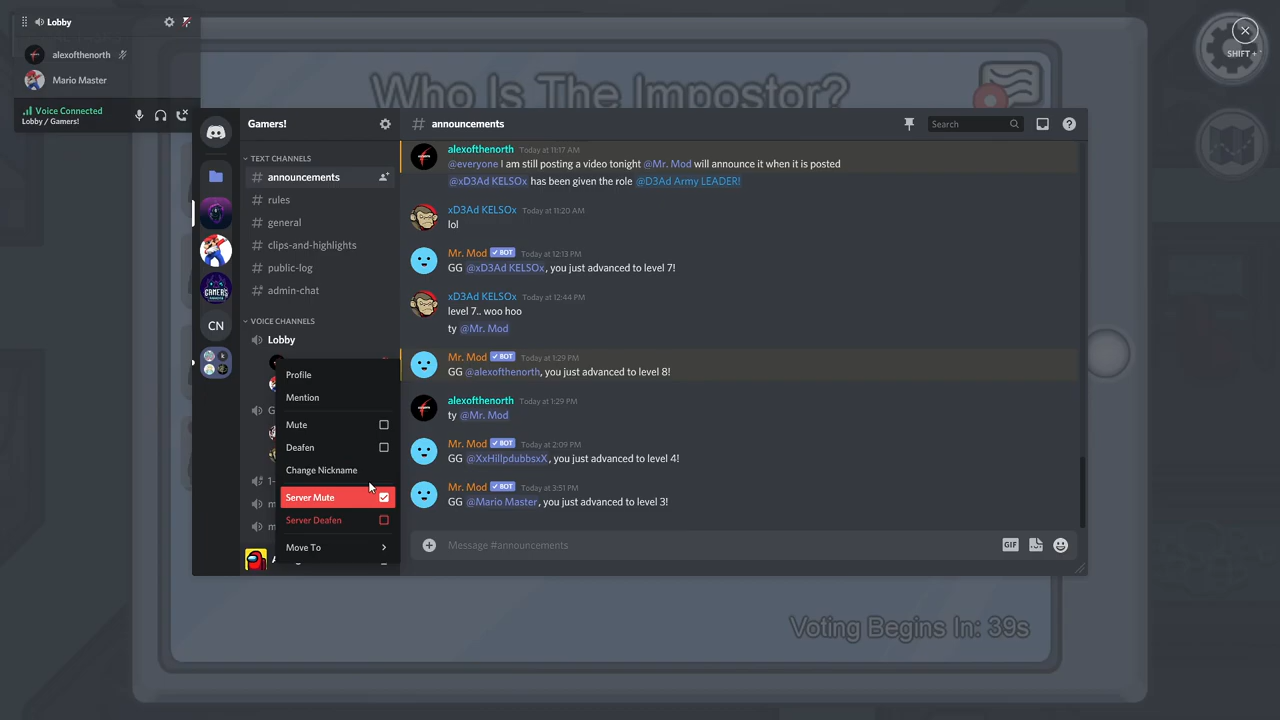 Lobby
alexofthenorth
Mario Master
Voice Connected
Lobby / Gamers!
Who Is The Impostor?
SHIFT +
Gamers!
TEXT CHANNELS
# announcements
# rules
# general
# clips-and-highlights
# public-log
# admin-chat
VOICE CHANNELS
Lobby
CN
Profile
Mention
Mute
Deafen
Change Nickname
Server Mute
Server Deafen
Move To
# announcements
Search
alexofthenorth Today at 11:17 AM
@everyone I am still posting a video tonight @Mr. Mod will announce it when it is posted
@xD3Ad KELSOx has been given the role @D3Ad Army LEADER!
xD3Ad KELSOx Today at 11:20 AM
lol
Mr. Mod ✓ BOT Today at 12:13 PM
GG @xD3Ad KELSOx, you just advanced to level 7!
xD3Ad KELSOx Today at 12:44 PM
level 7.. woo hoo
ty @Mr. Mod
Mr. Mod ✓ BOT Today at 1:29 PM
GG @alexofthenorth, you just advanced to level 8!
alexofthenorth Today at 1:29 PM
ty @Mr. Mod
Mr. Mod ✓ BOT Today at 2:09 PM
GG @XxHillpdubbsxX, you just advanced to level 4!
Mr. Mod ✓ BOT Today at 3:51 PM
GG @Mario Master, you just advanced to level 3!
Message #announcements
GIF
Voting Begins In: 39s